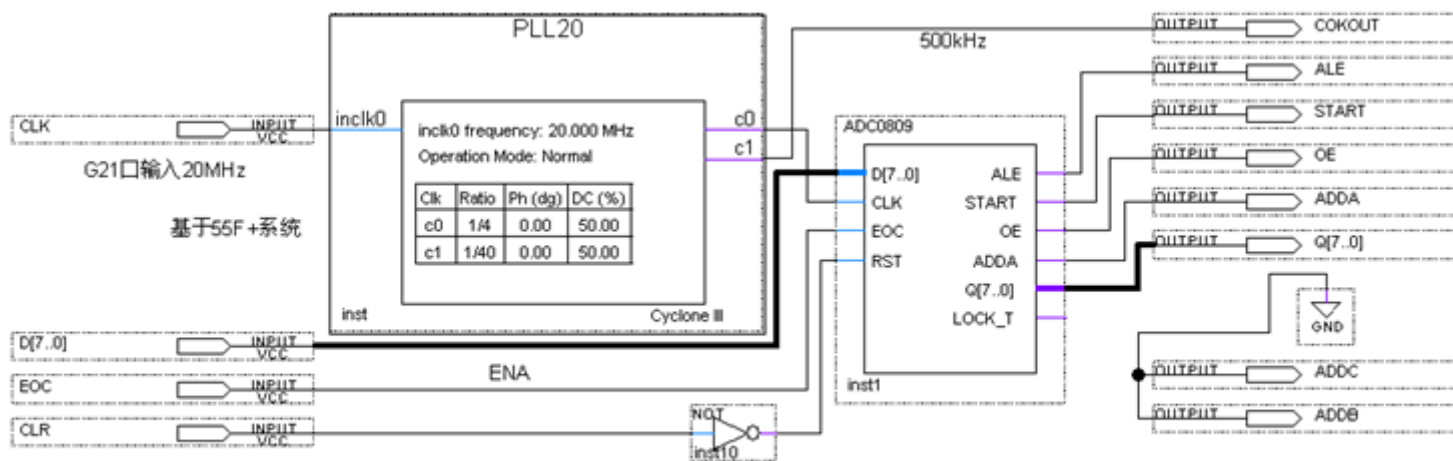 PLL20
500kHz
OUTPUT COKOUT
OUTPUT ALE
OUTPUT START
OUTPUT OE
OUTPUT ADDA
OUTPUT Q[7..0]
CLK INPUT VCC
G21口输入20MHz
基于55F+系统
inclk0
inclk0 frequency: 20.000 MHz
Operation Mode: Normal
Clk Ratio Ph (dg) DC (%)
c0 1/4 0.00 50.00
c1 1/40 0.00 50.00
c0
c1
inst
Cyclone III
ADC0809
D[7..0] ALE
CLK START
EOC OE
RST ADDA
Q[7..0]
LOCK_T
inst1
GND
D[7..0] INPUT VCC
ENA
EOC INPUT VCC
CLR INPUT VCC
NOT
inst10
OUTPUT ADDC
OUTPUT ADDB